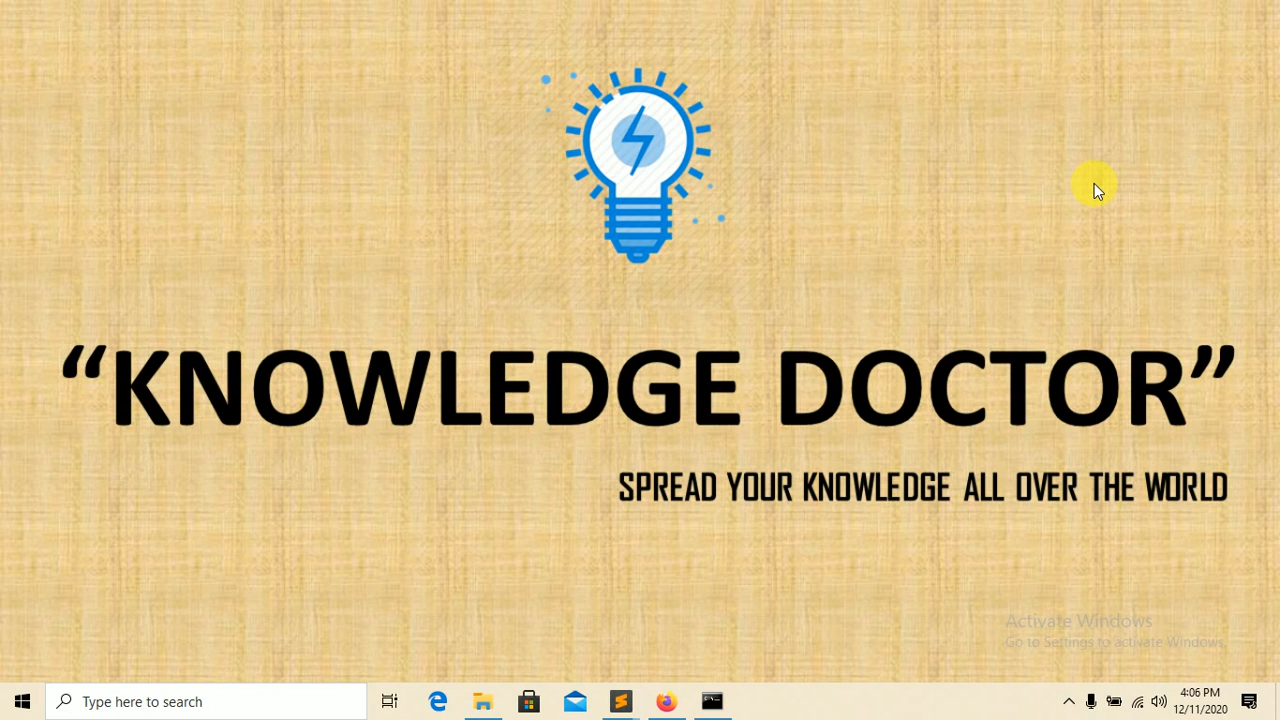 “KNOWLEDGE DOCTOR”
SPREAD YOUR KNOWLEDGE ALL OVER THE WORLD
Activate Windows
Go to Settings to activate Windows.
Type here to search
4:06 PM
12/11/2020